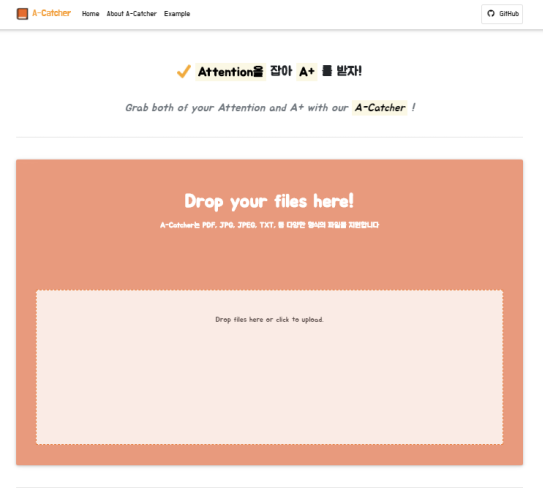 A-Catcher Home About A-Catcher Example GitHub
Attention을 잡아 A+ 를 받자!
Grab both of your Attention and A+ with our A-Catcher !
Drop your files here!
A-Catcher는 PDF, JPG, JPEG, TXT, 등 다양한 형식의 파일을 지원합니다
Drop files here or click to upload.